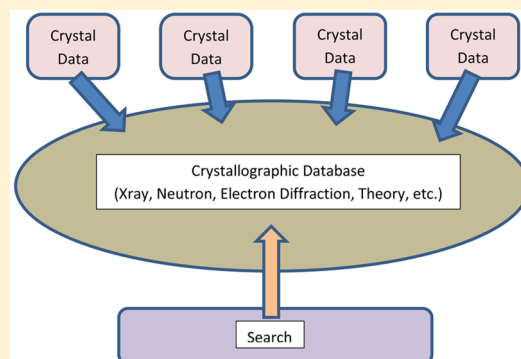 Crystal
Data
Crystal
Data
Crystal
Data
Crystal
Data
Crystallographic Database
(Xray, Neutron, Electron Diffraction, Theory, etc.)
Search